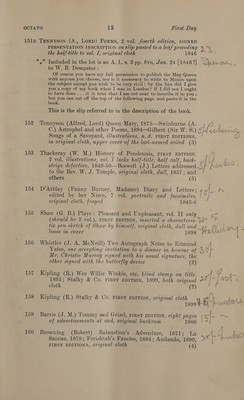 OCTAVO 13 First Day
151B TENNYSON (A., LORD) POEMS, 2 vol. fourth edition, SIGNED
PRESENTATION INSCRIPTION on slip pasted to a leaf preceding
the half-title to vol. I, original cloth 1846
*** Included in the lot is an A. L. s. 3 pp. 8vo, Jan. 21 [1846?]
to W. B. Dempster:
Of course you have my full permission to publish the May Queen
with anyone you choose, nor is it necessary to write to Moxon upon
the subject except you wish to be very civil: by the bye did I give
you a copy of my book when I was in London? if I did not I ought
to have done . . . it is true that I am not near to inscribe it to you:
but you can cut off the top of the following page and paste it in the
book.
This slip is the slip referred to in the description of the book.
152 Tennyson (Alfred, Lord) Queen Mary, 1875—Swinburne (A.
C.) Astrophel and other Poems, 1894—Gilbert (Sir W. S.)
Songs of a Savoyard, illustrations, n. d. FIRST EDITIONS,
in original cloth, upper cover of the last-named soiled (3)
153 Thackeray (W. M.) History of Pendennis, FIRST EDITION,
2 vol. illustrations, vol. I lacks half-title, half calf, back-
strips defective, 1849-50—Boswell (J.) Letters addressed
to the Rev. W. J. Temple, original cloth, dull, 1857; and
others (5)
154 D'Arblay (Fanny Burney, Madame) Diary and Letters;
edited by her Niece, 7 vol. portraits and facsimiles,
original cloth, frayed 1842-6
155 Shaw (G. B.) Plays: Pleasant and Unpleasant, vol. II only
(should be 2 vol.), FIRST EDITION, inserted a characteris-
tic pen sketch of Shaw by himself, original cloth, dull and
loose in cover 1898
156 Whistler (J. A. McNeill) Two Autograph Notes to Edmund
Yates, one accepting invitation to a dinner in honour of
Mr. Christie Murray signed with his usual signature, the
other signed with the butterfly device (2)
157 Kipling (R.) Wee Willie Winkie, etc. blind stamp on title,
1895; Stalky & Co. FIRST EDITION, 1899, both original
cloth (2)
158 Kipling (R.) Stalky & Co. FIRST EDITION, original cloth
1899
159 Barrie (J. M.) Tommy and Grizel, FIRST EDITION, eight pages
of advertisements at end, original buckram 1900
160 Browning (Robert) Balaustion's Adventure, 1871; La
Saisiaz, 1878; Ferishtah's Fancies, 1884; Asolando, 1890,
FIRST EDITIONS, original cloth (4)